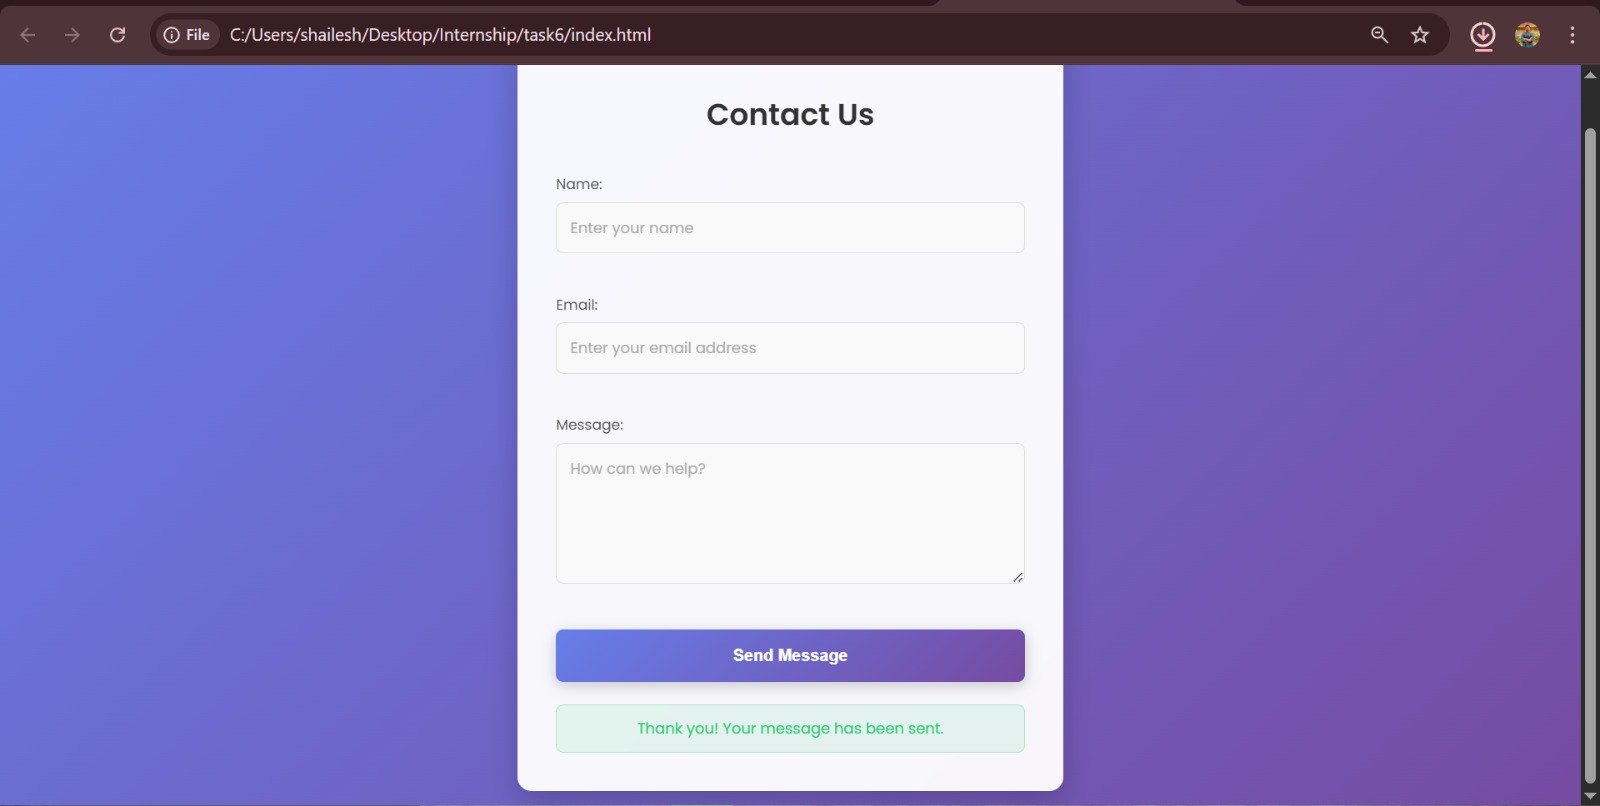 File C:/Users/shailesh/Desktop/Internship/task6/index.html
Contact Us
Name:
Enter your name
Email:
Enter your email address
Message:
How can we help?
Send Message
Thank you! Your message has been sent.